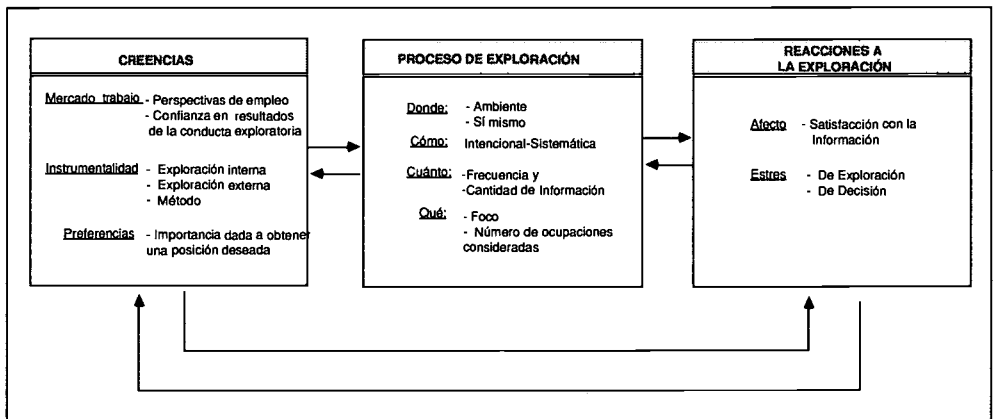 CREENCIAS
Mercado trabajo - Perspectivas de empleo
- Confianza en resultados
de la conducta exploratoria
Instrumentalidad - Exploración interna
- Exploración externa
- Método
Preferencias - Importancia dada a obtener
una posición deseada
PROCESO DE EXPLORACIÓN
Donde: - Ambiente
- Sí mismo
Cómo: Intencional-Sistemática
Cuánto: -Frecuencia y
-Cantidad de Información
Qué: - Foco
- Número de ocupaciones
consideradas
REACCIONES A
LA EXPLORACIÓN
Afecto - Satisfacción con la
Información
Estres - De Exploración
- De Decisión